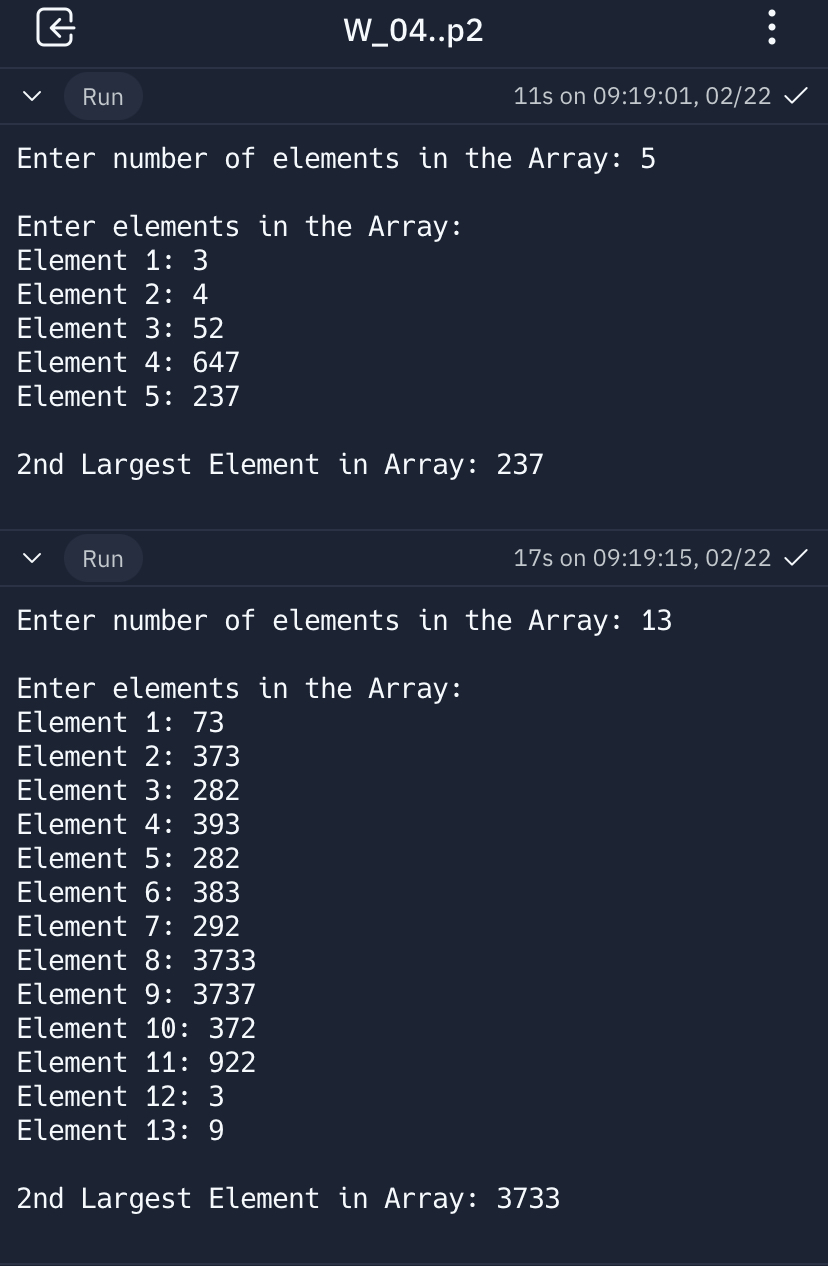 W_04..p2
Run
11s on 09:19:01, 02/22
Enter number of elements in the Array: 5
Enter elements in the Array:
Element 1: 3
Element 2: 4
Element 3: 52
Element 4: 647
Element 5: 237
2nd Largest Element in Array: 237
Run
17s on 09:19:15, 02/22
Enter number of elements in the Array: 13
Enter elements in the Array:
Element 1: 73
Element 2: 373
Element 3: 282
Element 4: 393
Element 5: 282
Element 6: 383
Element 7: 292
Element 8: 3733
Element 9: 3737
Element 10: 372
Element 11: 922
Element 12: 3
Element 13: 9
2nd Largest Element in Array: 3733